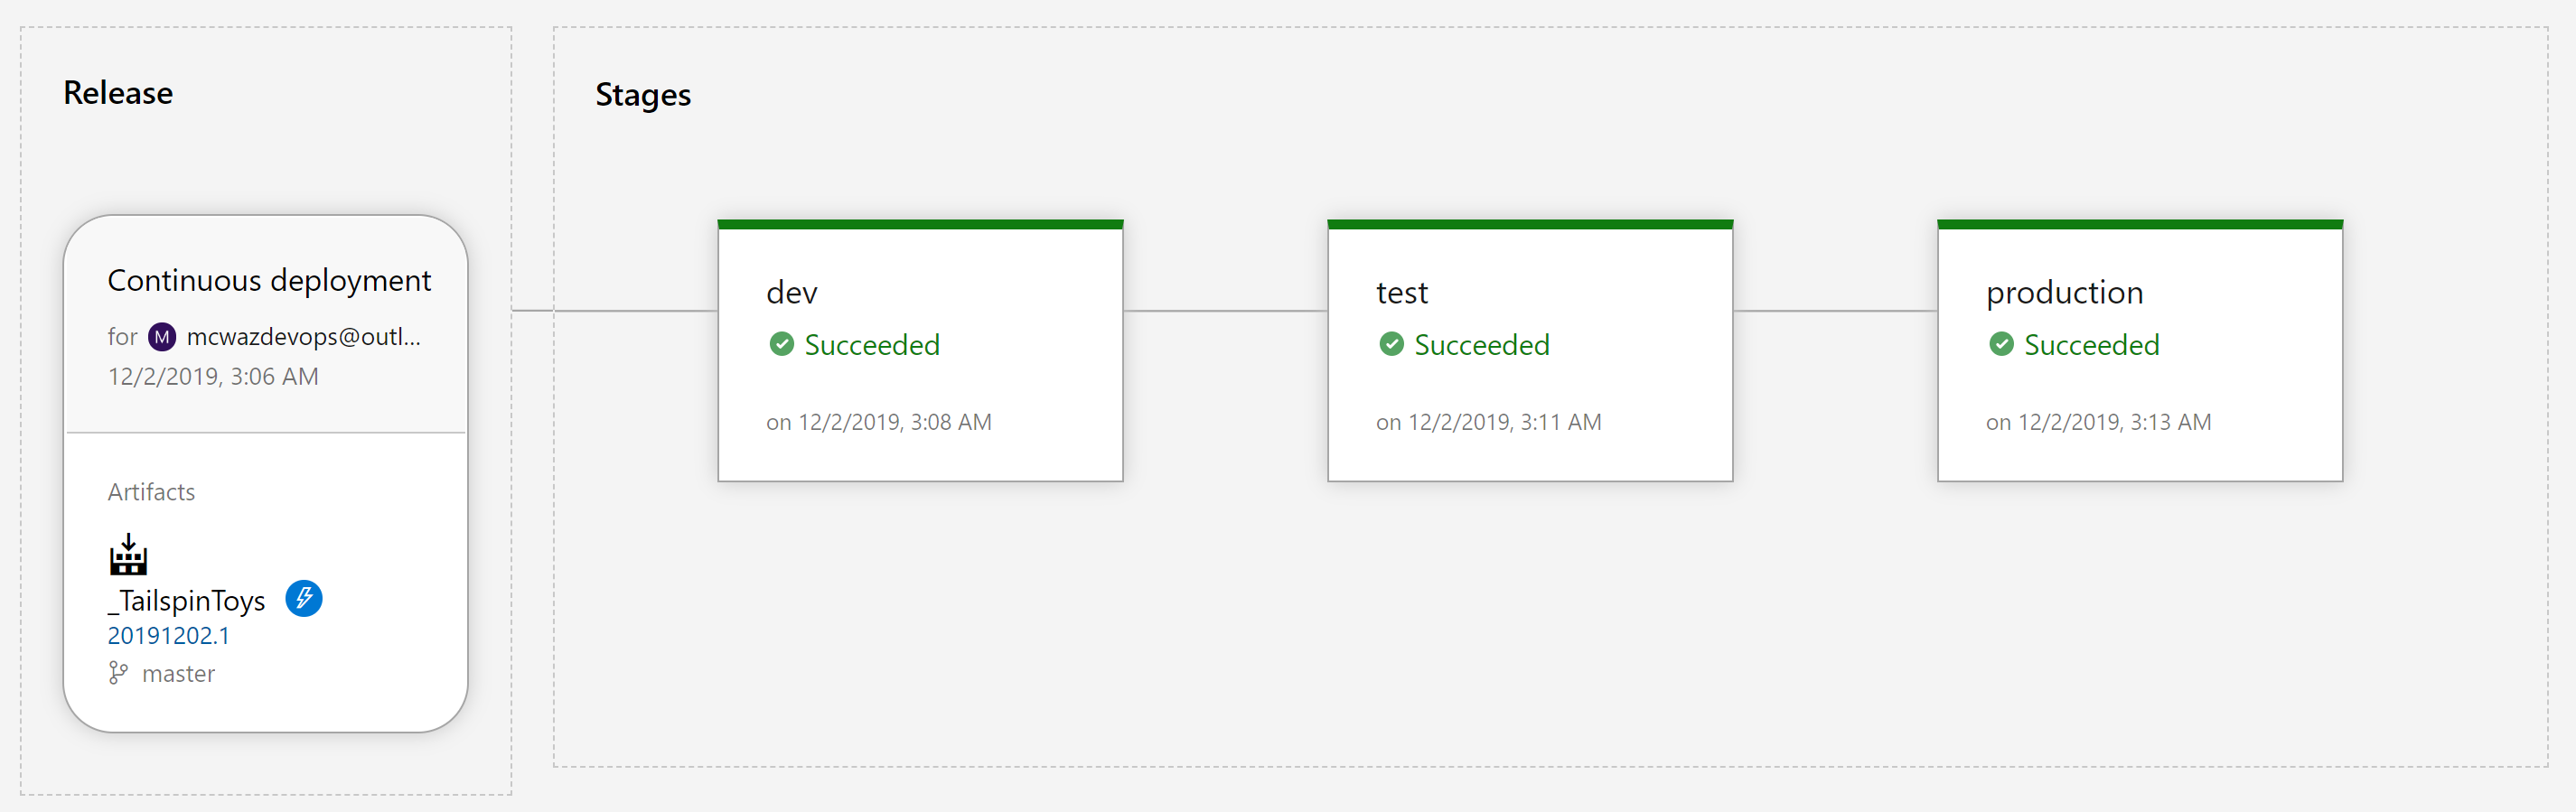 Release
Continuous deployment
for M mcwazdevops@outl...
12/2/2019, 3:06 AM
Artifacts
_TailspinToys
20191202.1
master
Stages
dev
Succeeded
on 12/2/2019, 3:08 AM
test
Succeeded
on 12/2/2019, 3:11 AM
production
Succeeded
on 12/2/2019, 3:13 AM